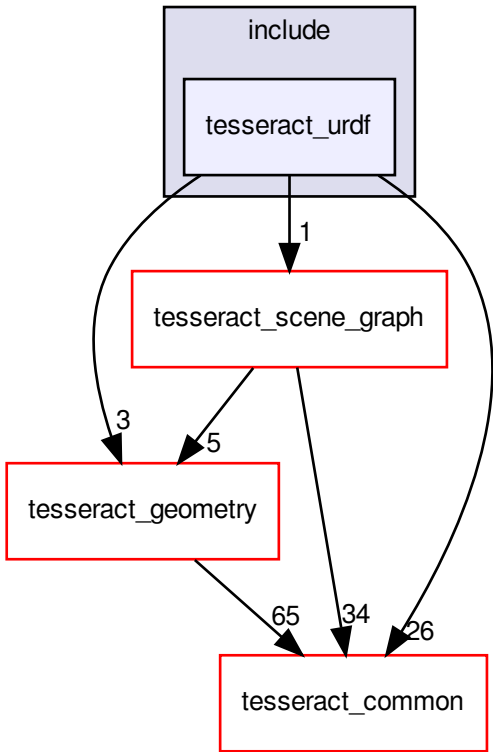 include
tesseract_urdf
1
tesseract_scene_graph
3
5
tesseract_geometry
65
34
26
tesseract_common